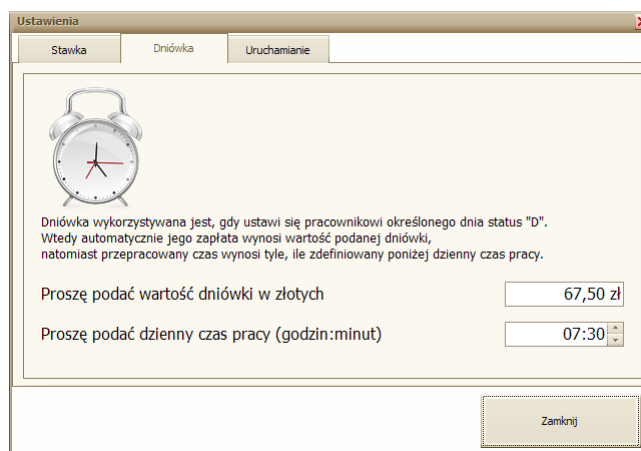 Ustawienia
Stawka Dniówka Uruchamianie
Dniówka wykorzystywana jest, gdy ustawi się pracownikowi określonego dnia status "D".
Wtedy automatycznie jego zapłata wynosi wartość podanej dniówki,
natomiast przepracowany czas wynosi tyle, ile zdefiniowany poniżej dzienny czas pracy.
Proszę podać wartość dniówki w złotych 67,50 zł
Proszę podać dzienny czas pracy (godzin:minut) 07:30
Zamknij